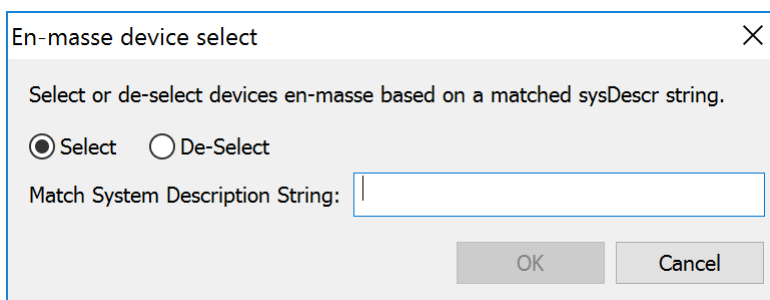 En-masse device select
Select or de-select devices en-masse based on a matched sysDescr string.
Select De-Select
Match System Description String:
OK Cancel